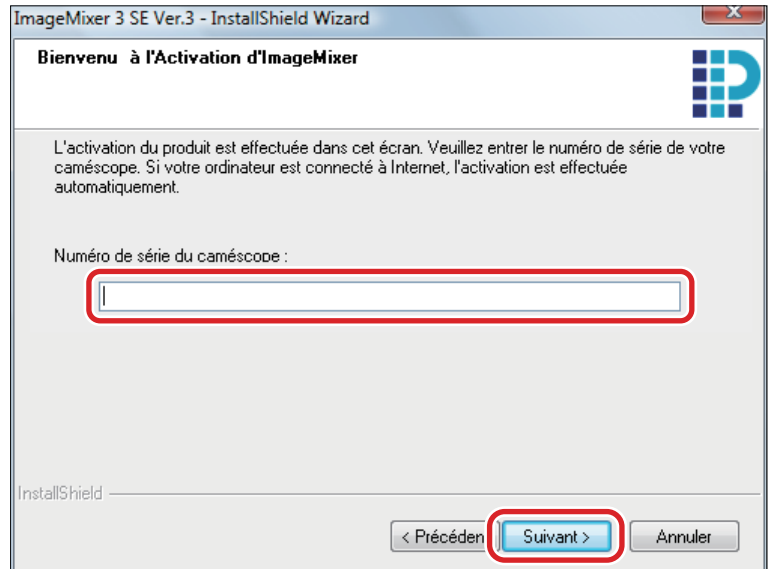 ImageMixer 3 SE Ver.3 - InstallShield Wizard
Bienvenu à l'Activation d'ImageMixer
L'activation du produit est effectuée dans cet écran. Veuillez entrer le numéro de série de votre
caméscope. Si votre ordinateur est connecté à Internet, l'activation est effectuée
automatiquement.
Numéro de série du caméscope :
InstallShield
< Précéden Suivant > Annuler